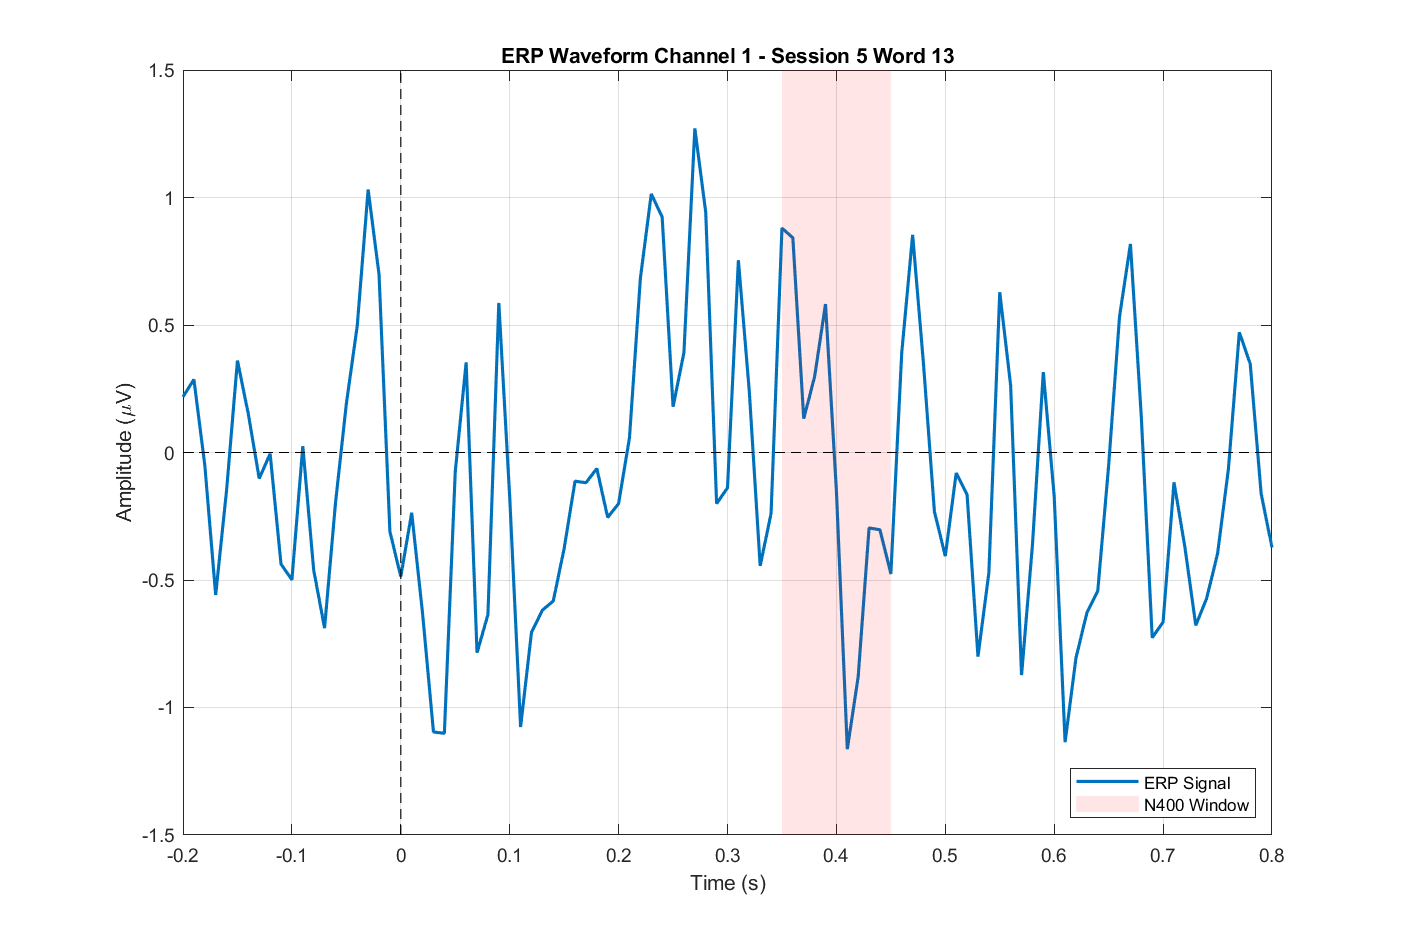 ERP Waveform Channel 1 - Session 5 Word 13
1.5
1
0.5
0
-0.5
-1
-1.5
Amplitude (μV)
-0.2 -0.1 0 0.1 0.2 0.3 0.4 0.5 0.6 0.7 0.8
Time (s)
ERP Signal
N400 Window